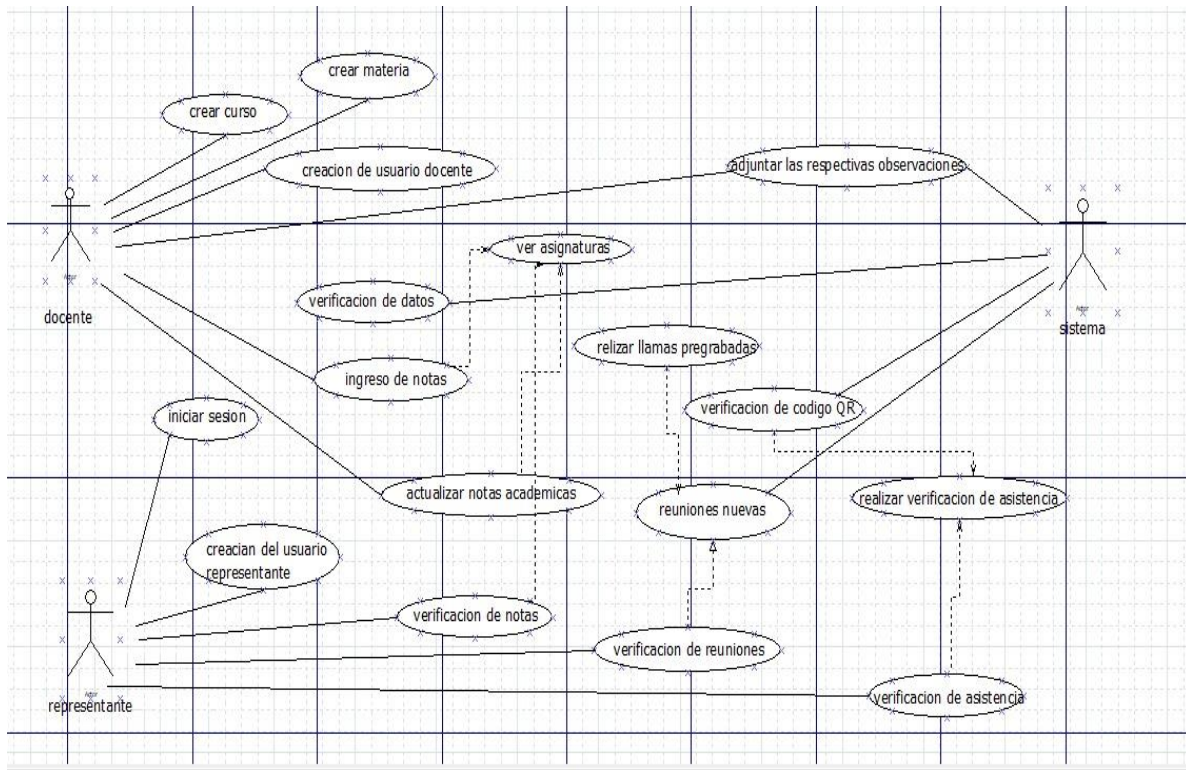 crear materia
crear curso
creacion de usuario docente
adjuntar las respectivas observaciones
ver asignaturas
verificacion de datos
docente
sistema
relizar llamas pregrabadas
ingreso de notas
verificacion de codigo QR
iniciar sesion
actualizar notas academicas
reuniones nuevas
realizar verificacion de asistencia
creacian del usuario
representante
verificacion de notas
verificacion de reuniones
verificacion de asistencia
representante